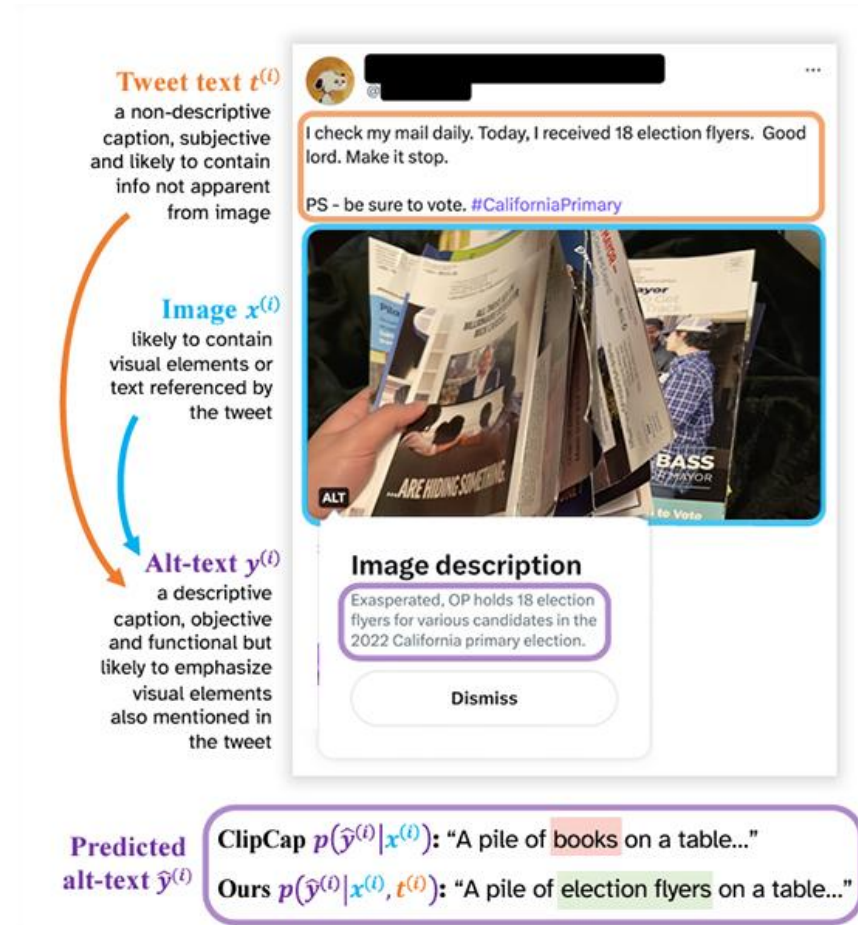 Tweet text t^(i)
a non-descriptive
caption, subjective
and likely to contain
info not apparent
from image
Image x^(i)
likely to contain
visual elements or
text referenced by
the tweet
Alt-text y^(i)
a descriptive
caption, objective
and functional but
likely to emphasize
visual elements
also mentioned in
the tweet
...
@
I check my mail daily. Today, I received 18 election flyers. Good
lord. Make it stop.
PS - be sure to vote. #CaliforniaPrimary
MAYOR
ayor
to Get
Track
...ARE HIDING SOMETHING.
BASS
MAYOR
to Vote
ALT
Image description
Exasperated, OP holds 18 election
flyers for various candidates in the
2022 California primary election.
Dismiss
Predicted
alt-text ŷ^(i)
ClipCap p(ŷ^(i)|x^(i)): “A pile of books on a table...”
Ours p(ŷ^(i)|x^(i), t^(i)): “A pile of election flyers on a table...”